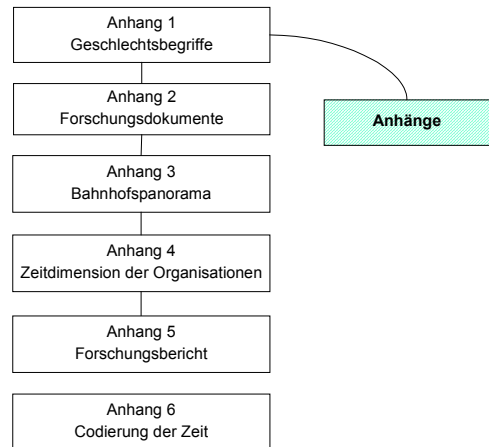 Anhang 1
Geschlechtsbegriffe
Anhang 2
Forschungsdokumente
Anhänge
Anhang 3
Bahnhofspanorama
Anhang 4
Zeitdimension der Organisationen
Anhang 5
Forschungsbericht
Anhang 6
Codierung der Zeit